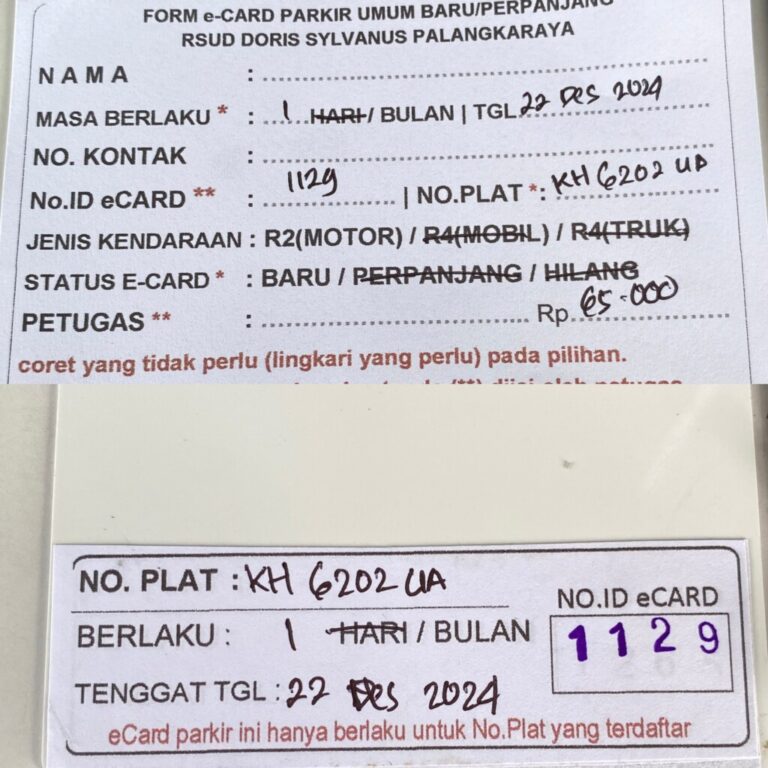 FORM e-CARD PARKIR UMUM BARU/PERPANJANG
RSUD DORIS SYLVANUS PALANGKARAYA
NAMA :
MASA BERLAKU * : 1 HARI / BULAN | TGL 22 Des 2024
NO. KONTAK :
No.ID eCARD ** : 1129 | NO.PLAT *: KH 6202 UA
JENIS KENDARAAN : R2(MOTOR) / R4(MOBIL) / R4(TRUK)
STATUS E-CARD * : BARU / PERPANJANG / HILANG
PETUGAS ** : Rp. 65.000
coret yang tidak perlu (lingkari yang perlu) pada pilihan.
NO. PLAT : KH 6202 UA
BERLAKU : 1 HARI / BULAN
TENGGAT TGL : 22 Des 2024
NO.ID eCARD
1129
eCard parkir ini hanya berlaku untuk No.Plat yang terdaftar